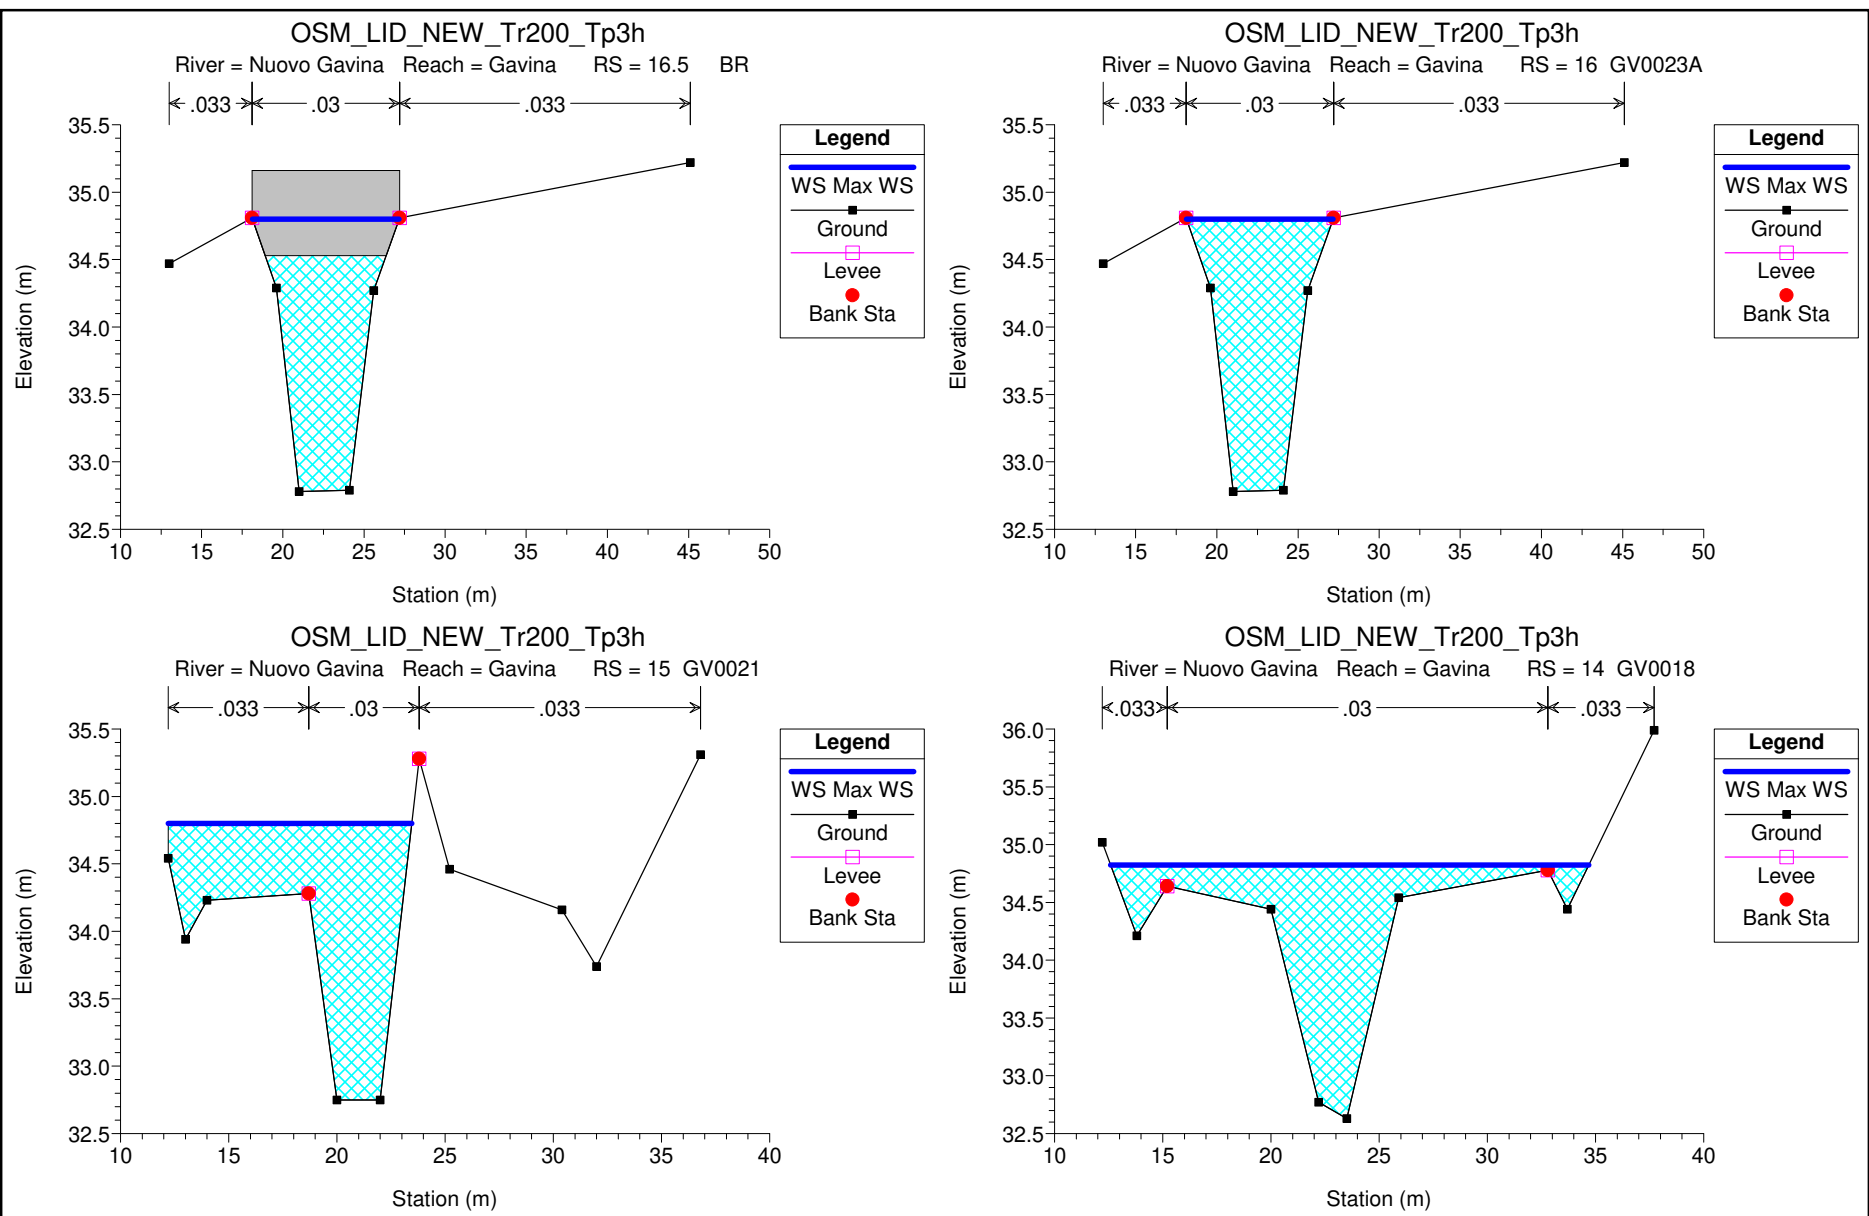 OSM_LID_NEW_Tr200_Tp3h
River = Nuovo Gavina Reach = Gavina RS = 16.5 BR
.033 .03 .033
35.5
35.0
34.5
34.0
33.5
33.0
32.5
Elevation (m)
10 15 20 25 30 35 40 45 50
Station (m)
Legend
WS Max WS
Ground
Levee
Bank Sta
OSM_LID_NEW_Tr200_Tp3h
River = Nuovo Gavina Reach = Gavina RS = 16 GV0023A
.033 .03 .033
35.5
35.0
34.5
34.0
33.5
33.0
32.5
Elevation (m)
10 15 20 25 30 35 40 45 50
Station (m)
Legend
WS Max WS
Ground
Levee
Bank Sta
OSM_LID_NEW_Tr200_Tp3h
River = Nuovo Gavina Reach = Gavina RS = 15 GV0021
.033 .03 .033
35.5
35.0
34.5
34.0
33.5
33.0
32.5
Elevation (m)
10 15 20 25 30 35 40
Station (m)
Legend
WS Max WS
Ground
Levee
Bank Sta
OSM_LID_NEW_Tr200_Tp3h
River = Nuovo Gavina Reach = Gavina RS = 14 GV0018
.033 .03 .033
36.0
35.5
35.0
34.5
34.0
33.5
33.0
32.5
Elevation (m)
10 15 20 25 30 35 40
Station (m)
Legend
WS Max WS
Ground
Levee
Bank Sta